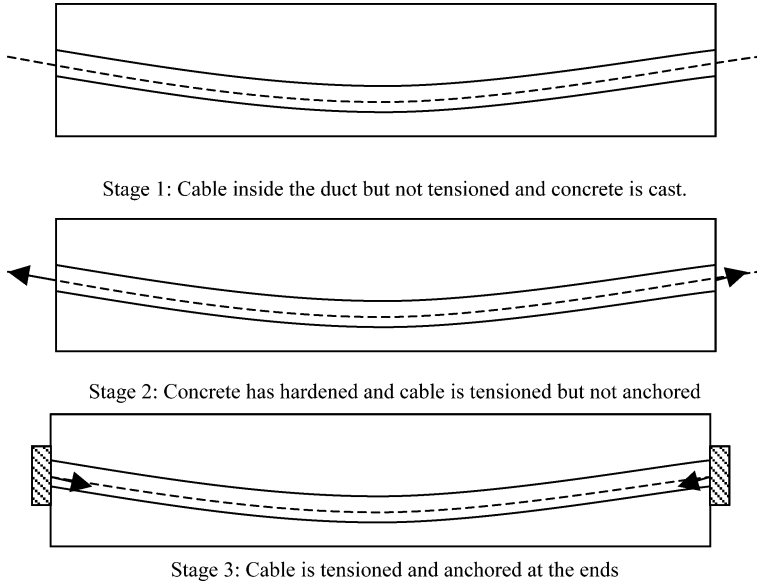 Stage 1: Cable inside the duct but not tensioned and concrete is cast.
Stage 2: Concrete has hardened and cable is tensioned but not anchored
Stage 3: Cable is tensioned and anchored at the ends